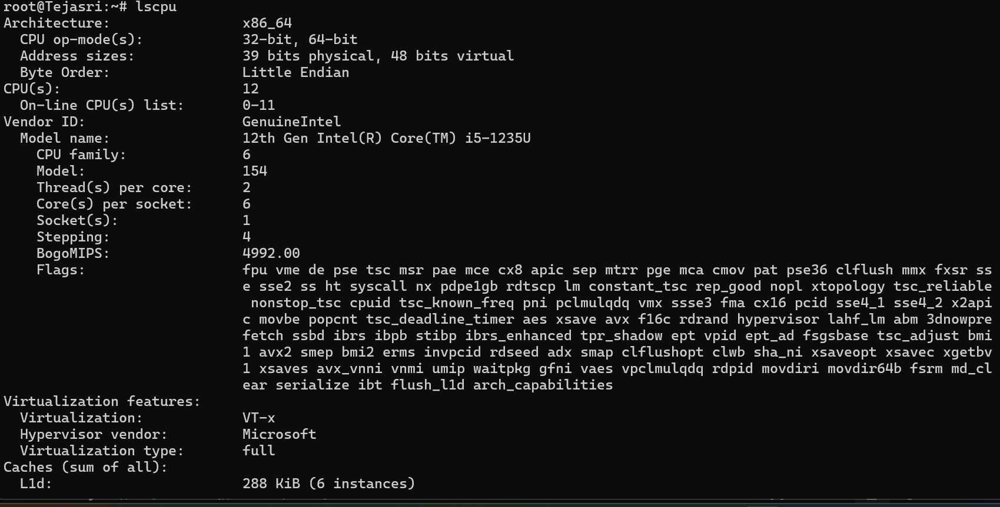 root@Tejasri:~# lscpu
Architecture:                x86_64
  CPU op-mode(s):            32-bit, 64-bit
  Address sizes:             39 bits physical, 48 bits virtual
  Byte Order:                Little Endian
CPU(s):                      12
  On-line CPU(s) list:       0-11
Vendor ID:                   GenuineIntel
  Model name:                12th Gen Intel(R) Core(TM) i5-1235U
    CPU family:              6
    Model:                   154
    Thread(s) per core:      2
    Core(s) per socket:      6
    Socket(s):               1
    Stepping:                4
    BogoMIPS:                4992.00
    Flags:                   fpu vme de pse tsc msr pae mce cx8 apic sep mtrr pge mca cmov pat pse36 clflush mmx fxsr ss
                             e sse2 ss ht syscall nx pdpe1gb rdtscp lm constant_tsc rep_good nopl xtopology tsc_reliable
                              nonstop_tsc cpuid tsc_known_freq pni pclmulqdq vmx ssse3 fma cx16 pcid sse4_1 sse4_2 x2api
                             c movbe popcnt tsc_deadline_timer aes xsave avx f16c rdrand hypervisor lahf_lm abm 3dnowpre
                             fetch ssbd ibrs ibpb stibp ibrs_enhanced tpr_shadow ept vpid ept_ad fsgsbase tsc_adjust bmi
                             1 avx2 smep bmi2 erms invpcid rdseed adx smap clflushopt clwb sha_ni xsaveopt xsavec xgetbv
                             1 xsaves avx_vnni vnmi umip waitpkg gfni vaes vpclmulqdq rdpid movdiri movdir64b fsrm md_cl
                             ear serialize ibt flush_l1d arch_capabilities
Virtualization features:
  Virtualization:            VT-x
  Hypervisor vendor:         Microsoft
  Virtualization type:       full
Caches (sum of all):
  L1d:                       288 KiB (6 instances)